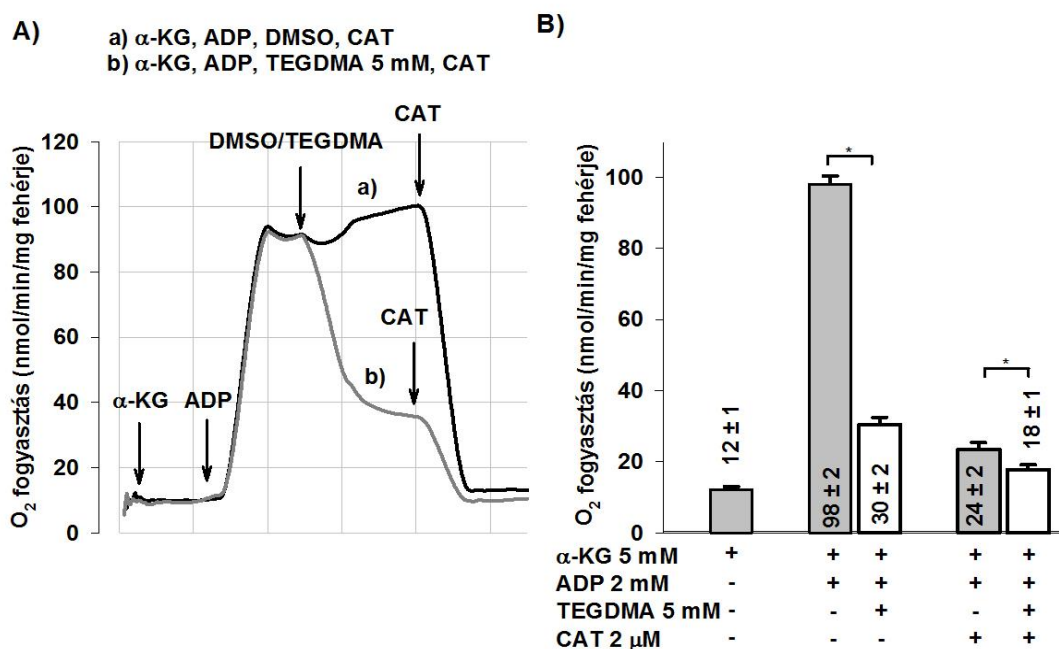 A)
a) α-KG, ADP, DMSO, CAT
b) α-KG, ADP, TEGDMA 5 mM, CAT
O2 fogyasztás (nmol/min/mg fehérje)
120
100
80
60
40
20
0
α-KG
ADP
DMSO/TEGDMA
a)
CAT
b)
CAT
B)
O2 fogyasztás (nmol/min/mg fehérje)
100
80
60
40
20
0
12 ± 1
98 ± 2
*
30 ± 2
24 ± 2
*
18 ± 1
α-KG 5 mM + + + + +
ADP 2 mM - + + + +
TEGDMA 5 mM - - + - +
CAT 2 μM - - - + +